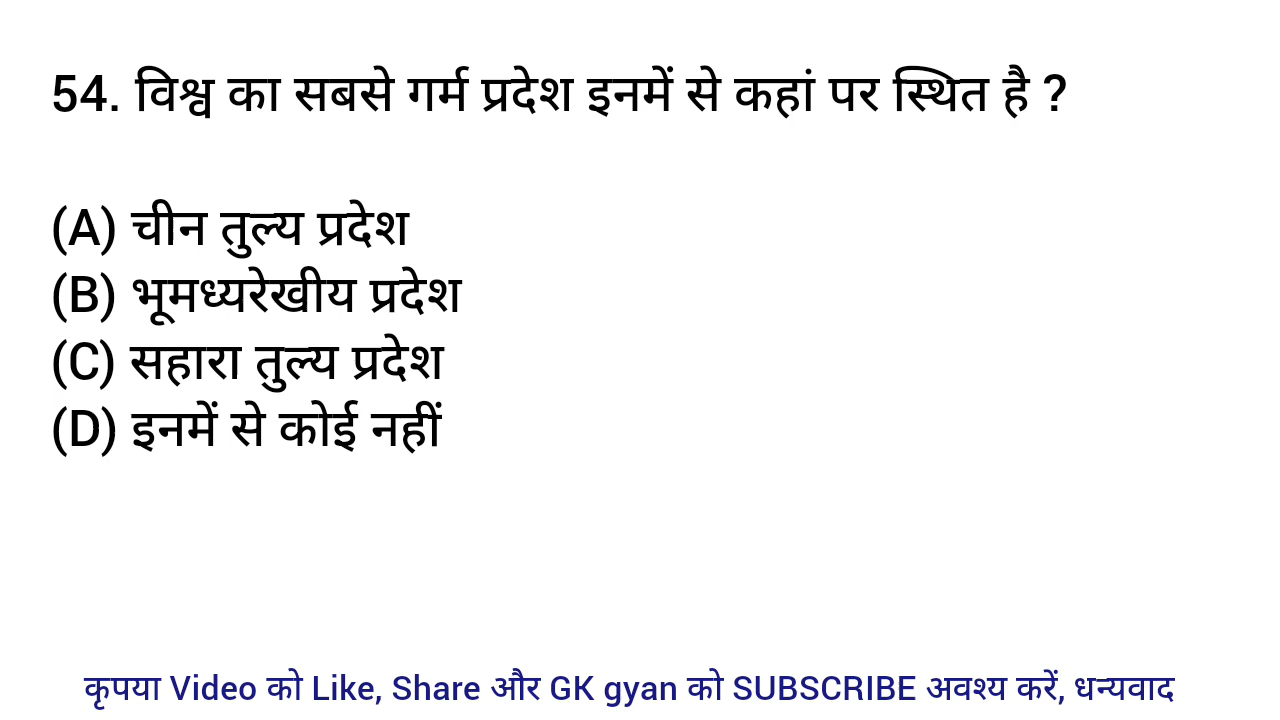 54. विश्व का सबसे गर्म प्रदेश इनमें से कहां पर स्थित है ?
(A) चीन तुल्य प्रदेश
(B) भूमध्यरेखीय प्रदेश
(C) सहारा तुल्य प्रदेश
(D) इनमें से कोई नहीं
कृपया Video को Like, Share और GK gyan को SUBSCRIBE अवश्य करें, धन्यवाद